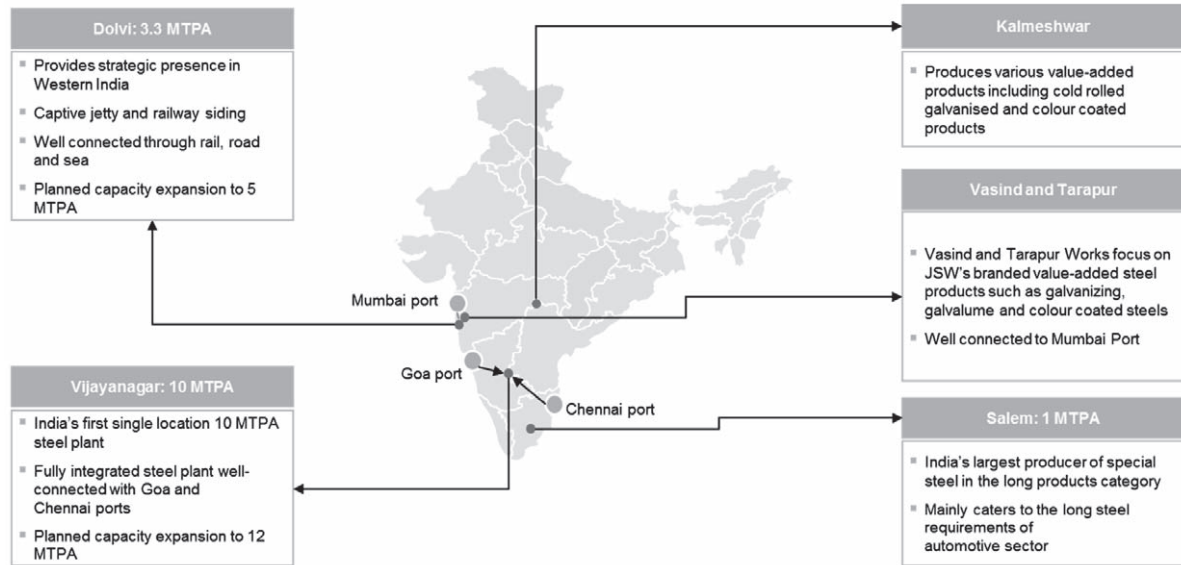 Dolvi: 3.3 MTPA
Provides strategic presence in
Western India
Captive jetty and railway siding
Well connected through rail, road
and sea
Planned capacity expansion to 5
MTPA
Kalmeshwar
Produces various value-added
products including cold rolled
galvanised and colour coated
products
Vasind and Tarapur
Vasind and Tarapur Works focus on
JSW's branded value-added steel
products such as galvanizing,
galvalume and colour coated steels
Well connected to Mumbai Port
Mumbai port
Goa port
Chennai port
Vijayanagar: 10 MTPA
India's first single location 10 MTPA
steel plant
Fully integrated steel plant well-
connected with Goa and
Chennai ports
Planned capacity expansion to 12
MTPA
Salem: 1 MTPA
India's largest producer of special
steel in the long products category
Mainly caters to the long steel
requirements of
automotive sector